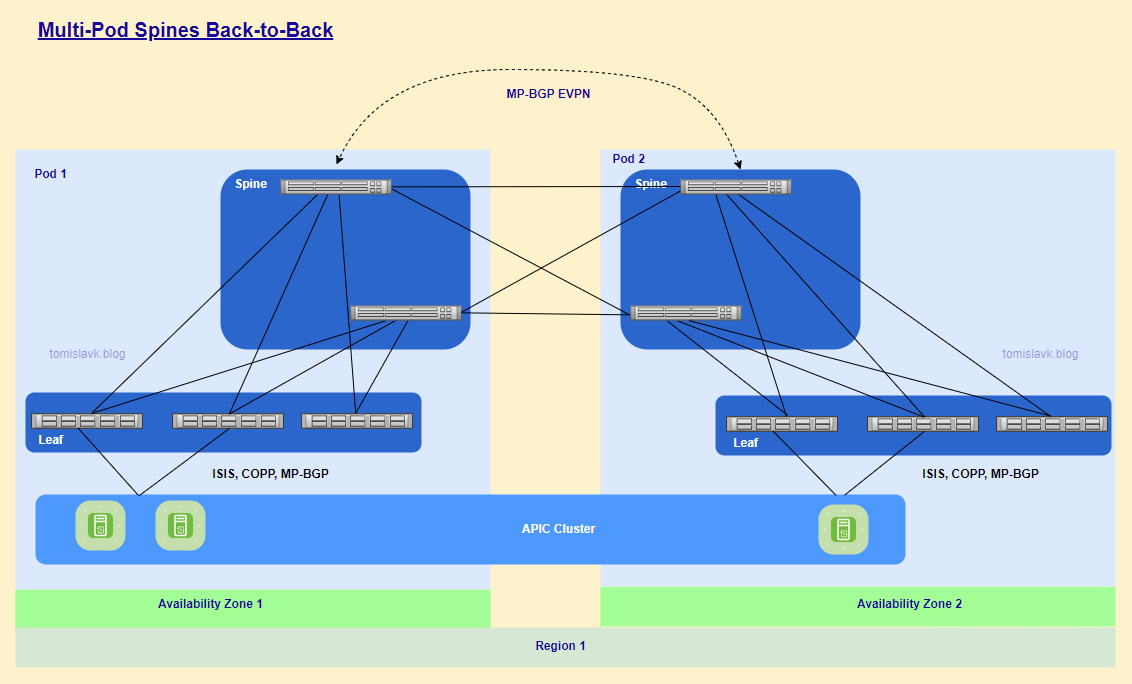 Multi-Pod Spines Back-to-Back
MP-BGP EVPN
Pod 1
Pod 2
Spine
Spine
tomislavk.blog
tomislavk.blog
Leaf
Leaf
ISIS, COPP, MP-BGP
ISIS, COPP, MP-BGP
APIC Cluster
Availability Zone 1
Availability Zone 2
Region 1